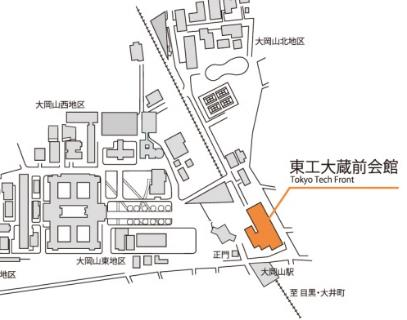 大岡山北地区
大岡山西地区
東工大蔵前会館
Tokyo Tech Front
正門
大岡山東地区
大岡山駅
地区
至 目黒・大井町